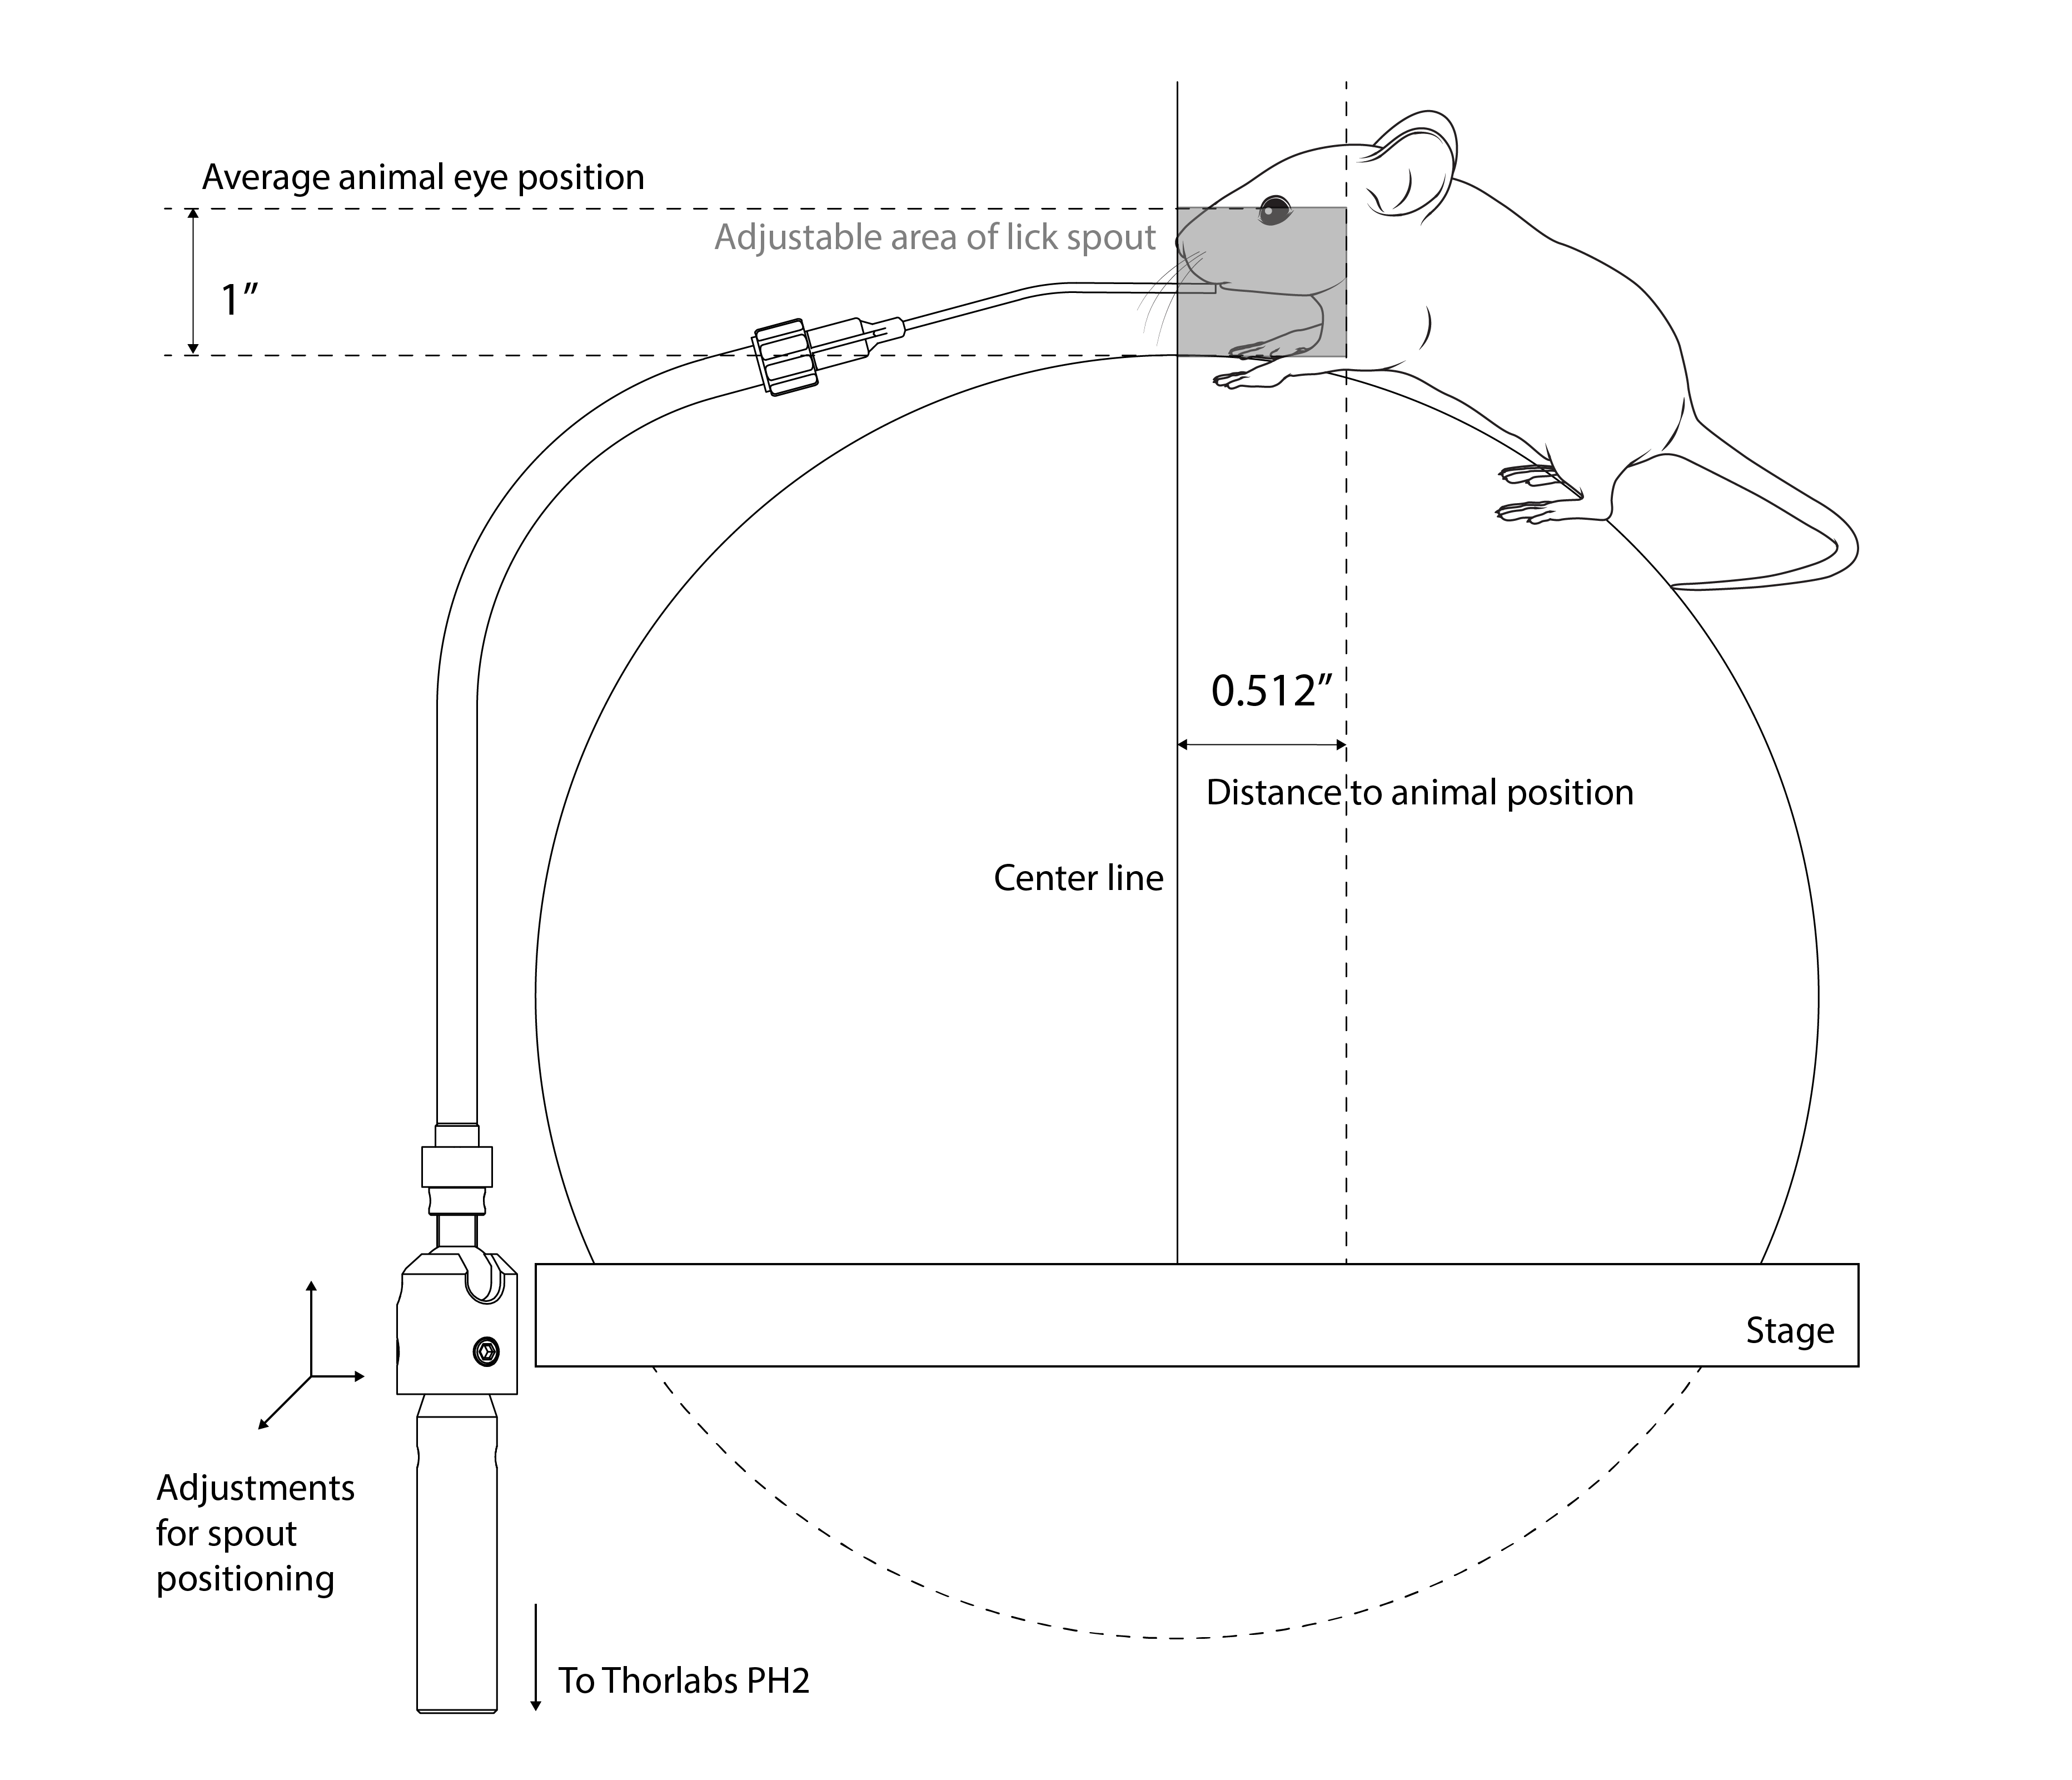 Average animal eye position
Adjustable area of lick spout
1”
0.512”
Distance to animal position
Center line
Stage
Adjustments
for spout
positioning
To Thorlabs PH2